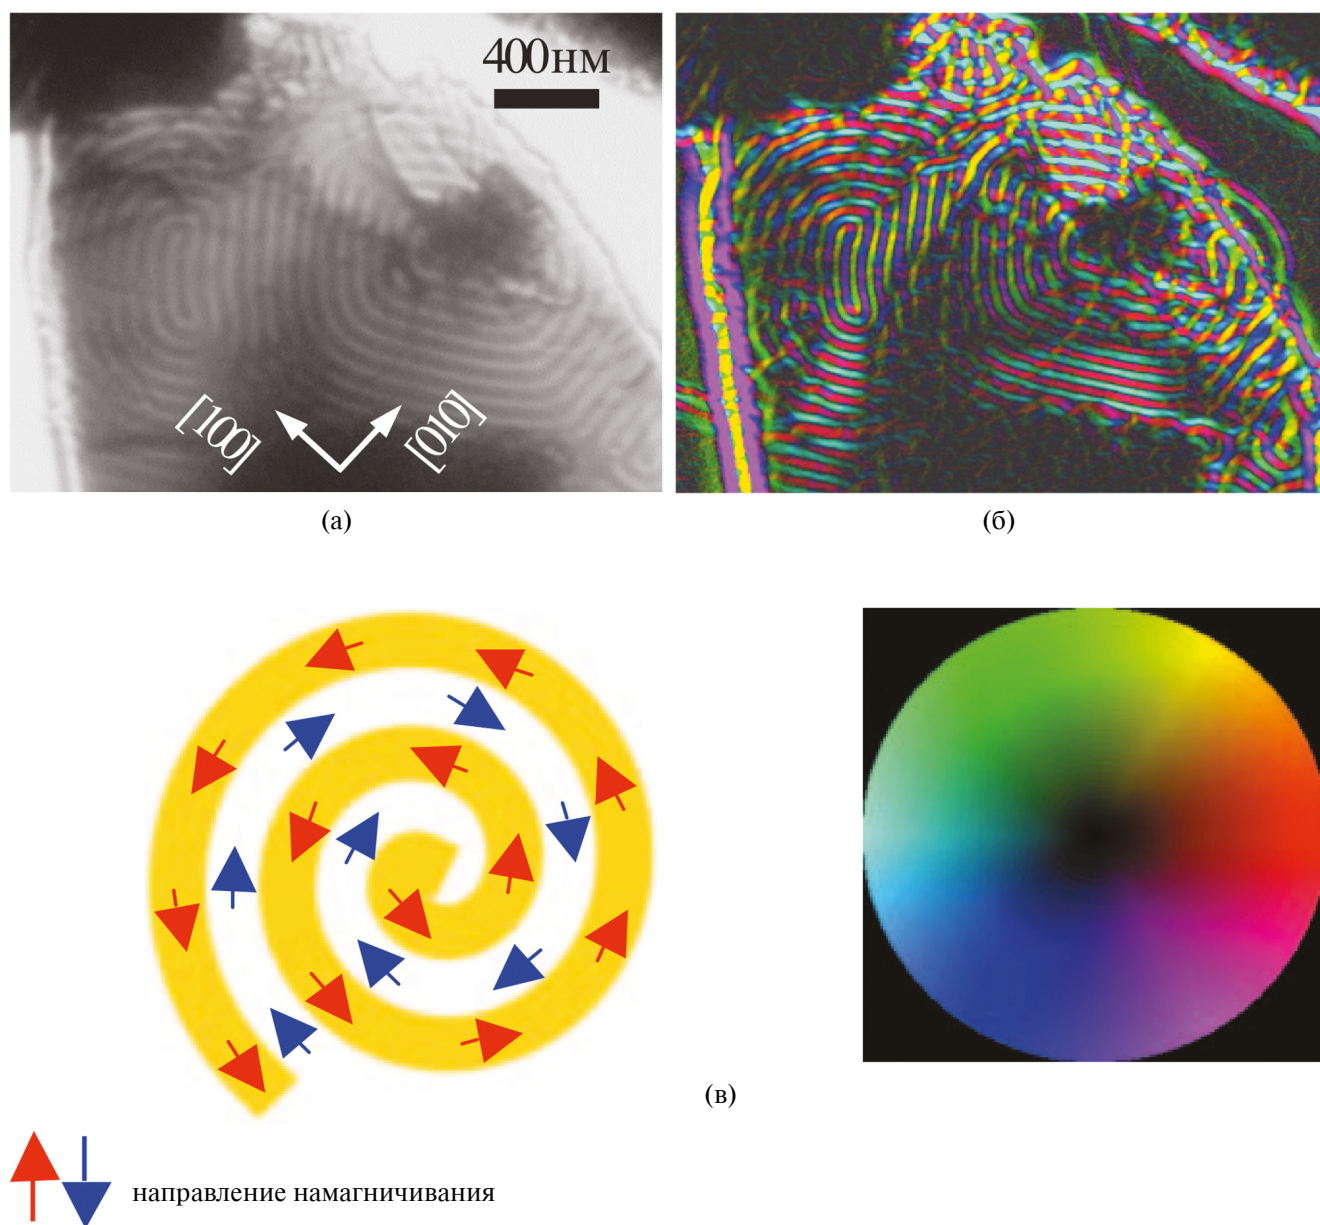 400нм
[100]
[010]
(а)
(б)
(в)
направление намагничивания